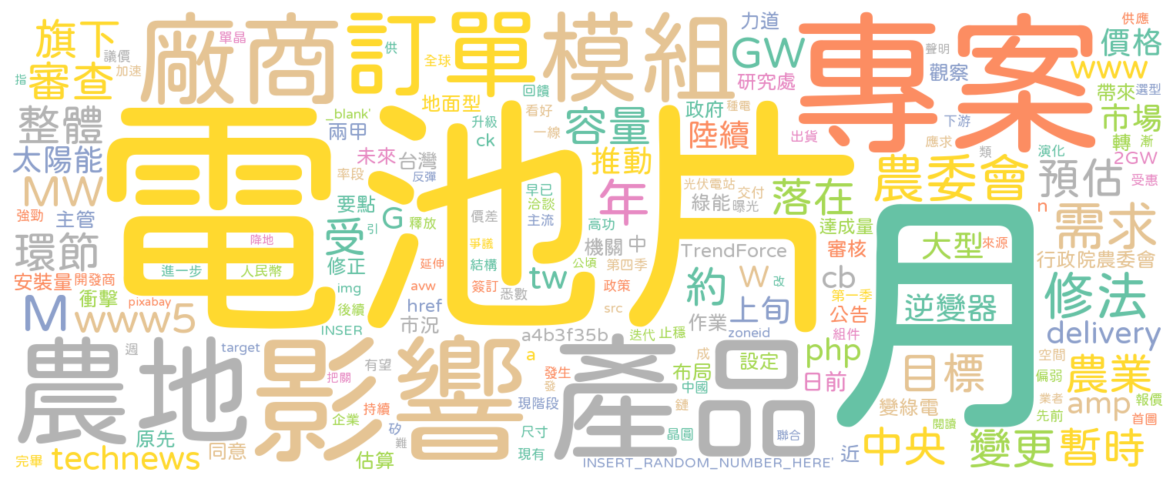 電池片
月
專案
農地
影響
產品
廠商
訂單
模組
旗下
審查
整體
太陽能
MW
環節
安裝量
開發商
衝擊
M
www5
technews
原先
同意
完畢
週
target
pixabay
強勁
主管
指
議價
加速
單晶
降地
進一步
人民幣
INSER
img
後續
受
修正
要點
引
G
釋放
反彈
率段
未來
台灣
兩甲
_blank'
供
全球
地面型
ck
升級
回饋
看好
一線
容量
推動
年
早已
洽談
主流
價差
高功
爭議
結構
延伸
簽訂
avw
href
市況
悉數
tw
公頃
第四季
機關
中
政策
src
a4b3f35b
迭代
止穩
作業
zoneid
約
上旬
W
改
TrendForce
綠能
曝光
光伏電站
交付
政府
種電
陸續
研究處
GW
力道
出貨
落在
達成量
審核
cb
第一季
公告
組件
php
日前
布局
設定
成
中國
鏈
晶圓
聯合
INSERT_RANDOM_NUMBER_HERE'
現有
尺寸
現階段
發生
發
a
有望
把關
持續
企業
矽
難
估算
近
中央
變更
暫時
目標
變綠電
開讀
農業
amp
業者
先前
報價
首圖
空間
偏弱
delivery
修法
逆變器
大型
來源
n
行政院農委會
需求
預估
農委會
類
應求
下游
演化
2GW
受惠
轉
漸
市場
帶來
選型
觀察
聲明
www
價格
供應